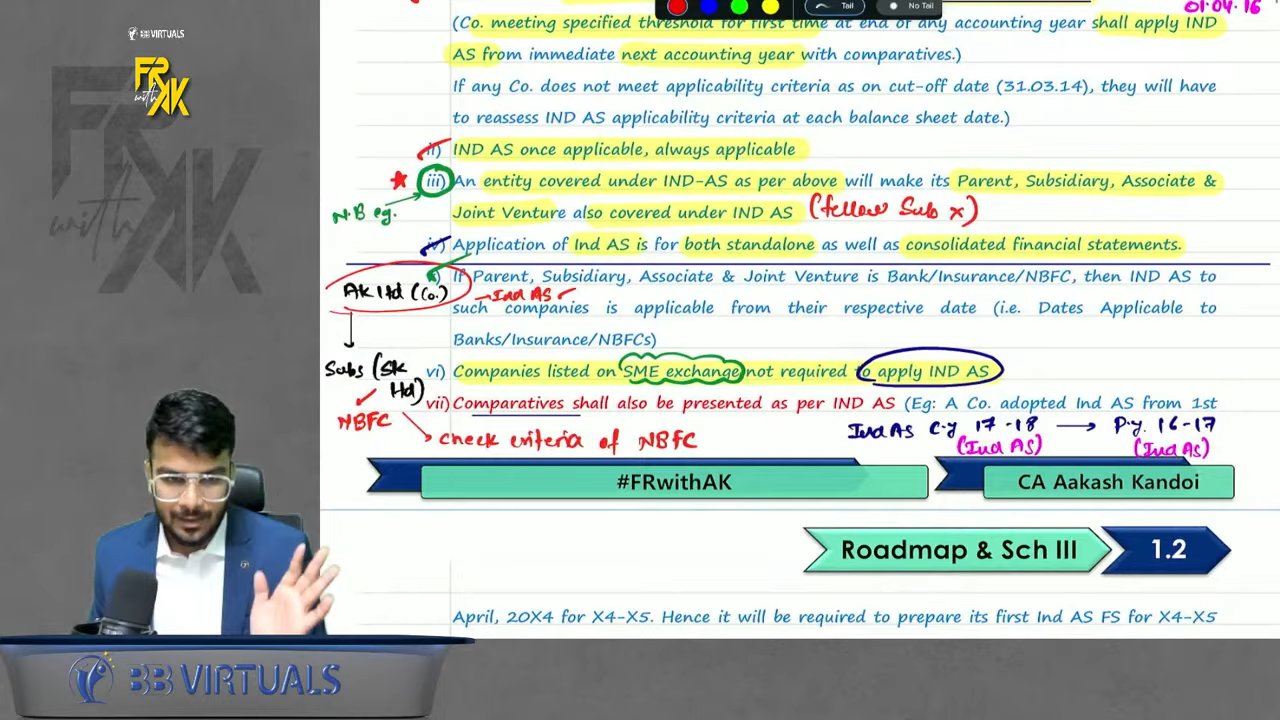 BB VIRTUALS
FR
with
AK
Tail
No Tail
01.04.16
(Co. meeting specified threshold for first time at end of any accounting year shall apply IND
AS from immediate next accounting year with comparatives.)
If any Co. does not meet applicability criteria as on cut-off date (31.03.14), they will have
to reassess IND AS applicability criteria at each balance sheet date.)
ii) IND AS once applicable, always applicable
iii) An entity covered under IND-AS as per above will make its Parent, Subsidiary, Associate &
N.B eg.
Joint Venture also covered under IND AS (fellow Sub x)
iv) Application of Ind AS is for both standalone as well as consolidated financial statements.
If Parent, Subsidiary, Associate & Joint Venture is Bank/Insurance/NBFC, then IND AS to
AK ltd (Co.) → Ind AS ✓
such companies is applicable from their respective date (i.e. Dates Applicable to
Banks/Insurance/NBFCs)
Subs (SK ltd)
vi) Companies listed on SME exchange not required to apply IND AS
NBFC
vii) Comparatives shall also be presented as per IND AS (Eg: A Co. adopted Ind AS from 1st
check criteria of NBFC
Ind AS C.y 17-18 → P.y. 16-17
(Ind AS) (Ind AS)
#FRwithAK
CA Aakash Kandoi
Roadmap & Sch III
1.2
April, 20X4 for X4-X5. Hence it will be required to prepare its first Ind AS FS for X4-X5
BB VIRTUALS